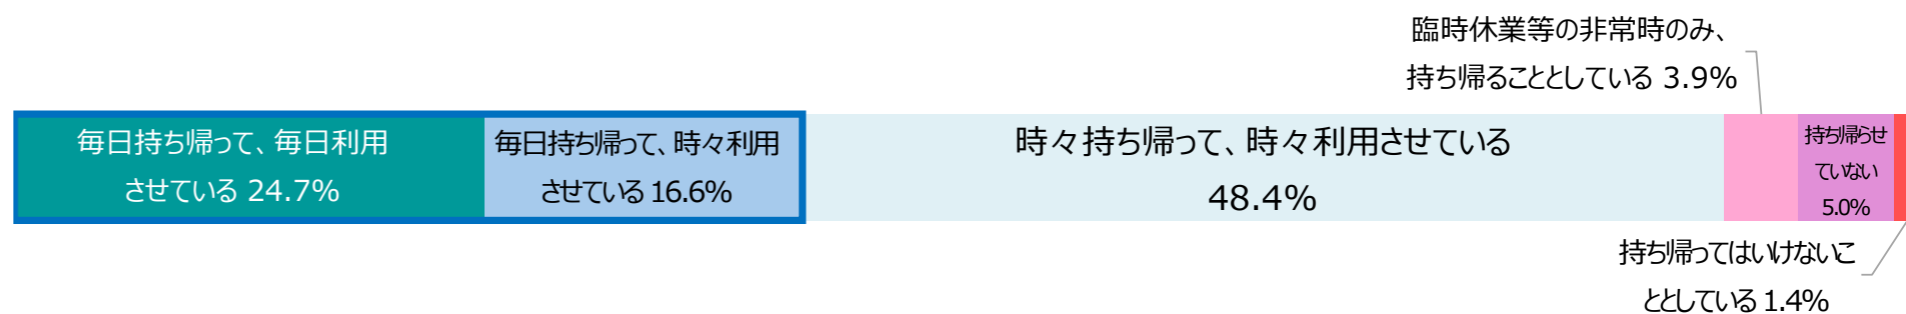 臨時休業等の非常時のみ、
持ち帰ることとしている 3.9%
毎日持ち帰って、毎日利用
させている 24.7%
毎日持ち帰って、時々利用
させている 16.6%
時々持ち帰って、時々利用させている
48.4%
持ち帰らせ
ていない
5.0%
持ち帰ってはいけないこ
ととしている 1.4%